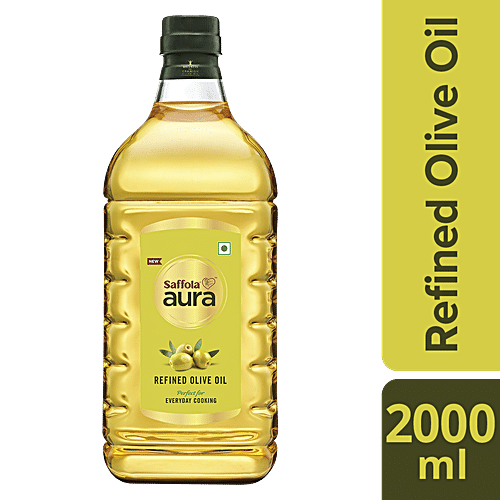 NEW
Saffola
aura
REFINED OLIVE OIL
Perfect for
EVERYDAY COOKING
Refined Olive Oil
2000
ml